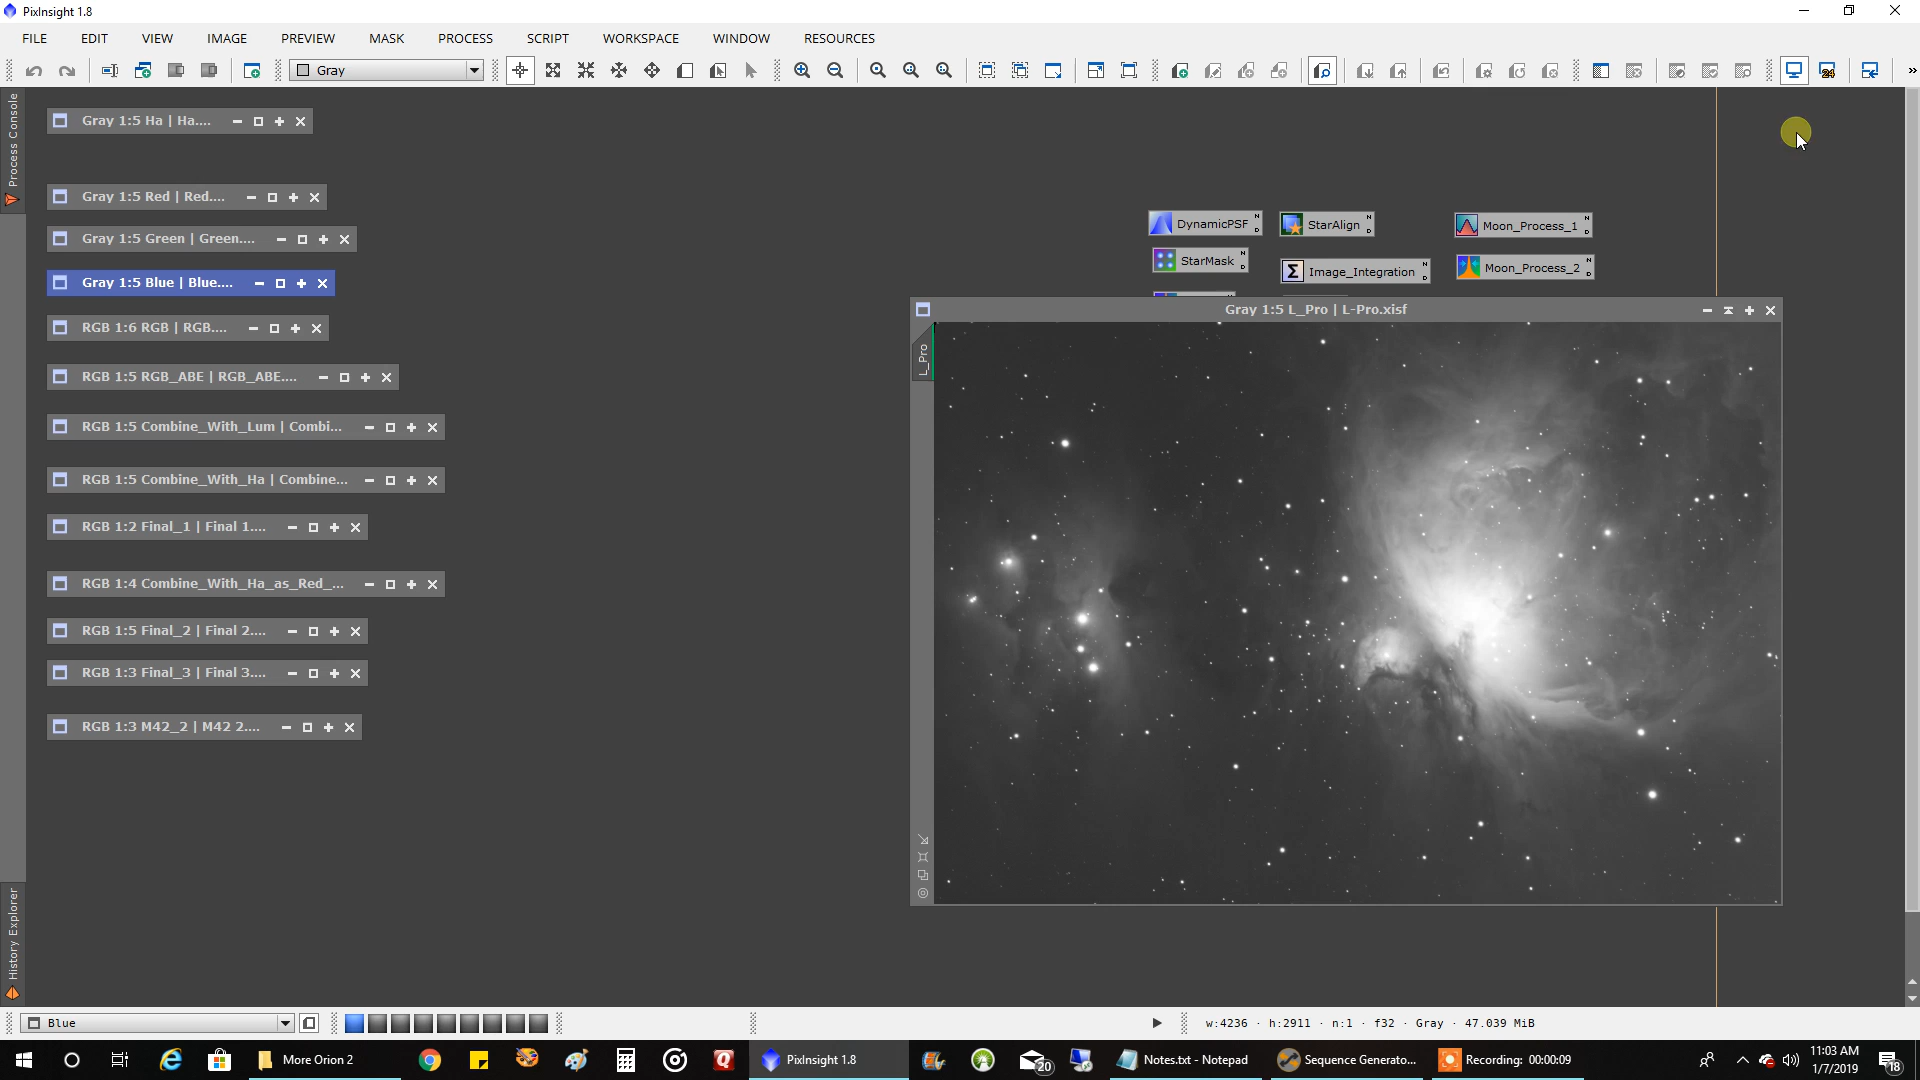 PixInsight 1.8
FILE EDIT VIEW IMAGE PREVIEW MASK PROCESS SCRIPT WORKSPACE WINDOW RESOURCES
Gray
24
»
Process Console
Gray 1:5 Ha | Ha....
Gray 1:5 Red | Red....
Gray 1:5 Green | Green....
Gray 1:5 Blue | Blue....
RGB 1:6 RGB | RGB....
RGB 1:5 RGB_ABE | RGB_ABE....
RGB 1:5 Combine_With_Lum | Combi...
RGB 1:5 Combine_With_Ha | Combine...
RGB 1:2 Final_1 | Final 1....
RGB 1:4 Combine_With_Ha_as_Red_...
RGB 1:5 Final_2 | Final 2....
RGB 1:3 Final_3 | Final 3....
RGB 1:3 M42_2 | M42 2....
DynamicPSF N D
StarAlign N D
Moon_Process_1 N D
StarMask N D
Image_Integration N D
Moon_Process_2 N D
Gray 1:5 L_Pro | L-Pro.xisf
L_Pro
History Explorer
Blue
w:4236 · h:2911 · n:1 · f32 · Gray · 47.039 MiB
More Orion 2
PixInsight 1.8
20
Notes.txt - Notepad
Sequence Generato...
Recording: 00:00:09
11:03 AM
1/7/2019
18